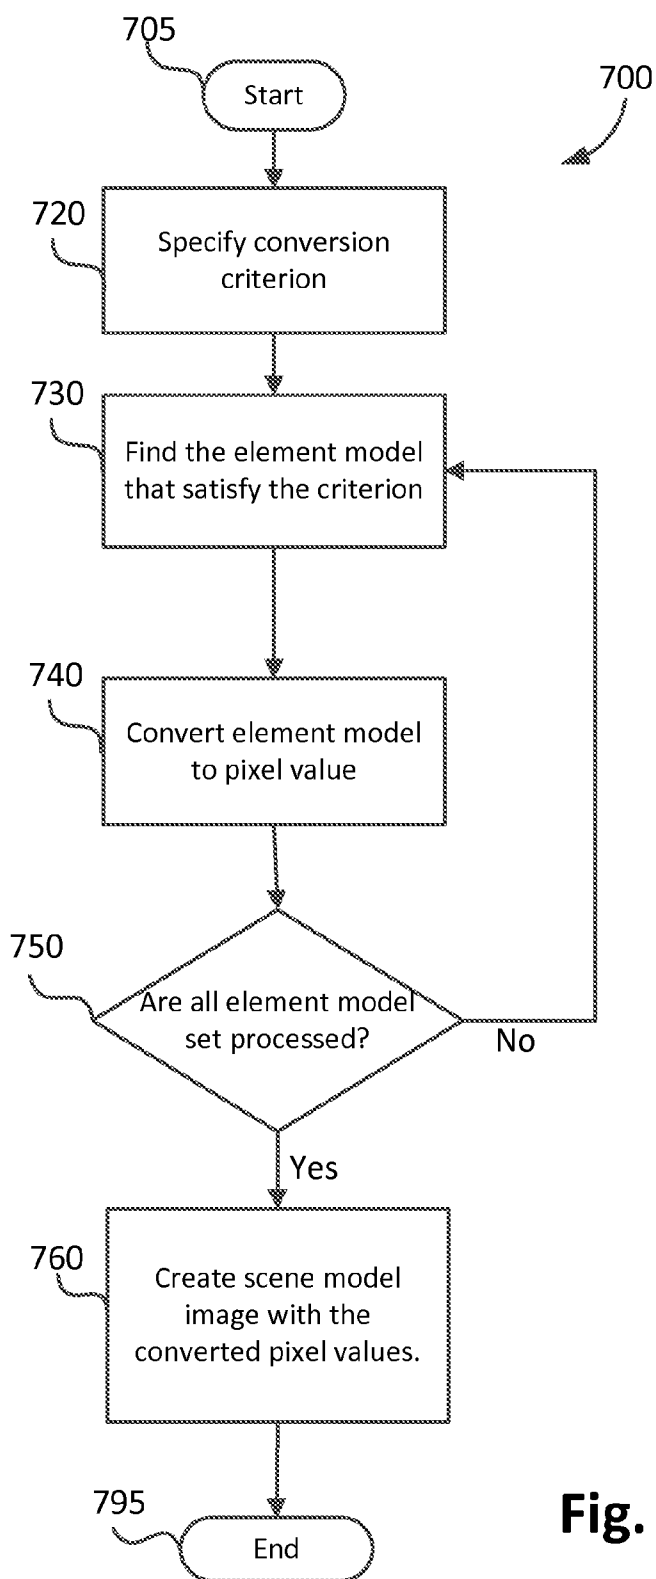 705
Start
700
720
Specify conversion
criterion
730
Find the element model
that satisfy the criterion
740
Convert element model
to pixel value
750
Are all element model
set processed?
No
Yes
760
Create scene model
image with the
converted pixel values.
795
End
Fig.